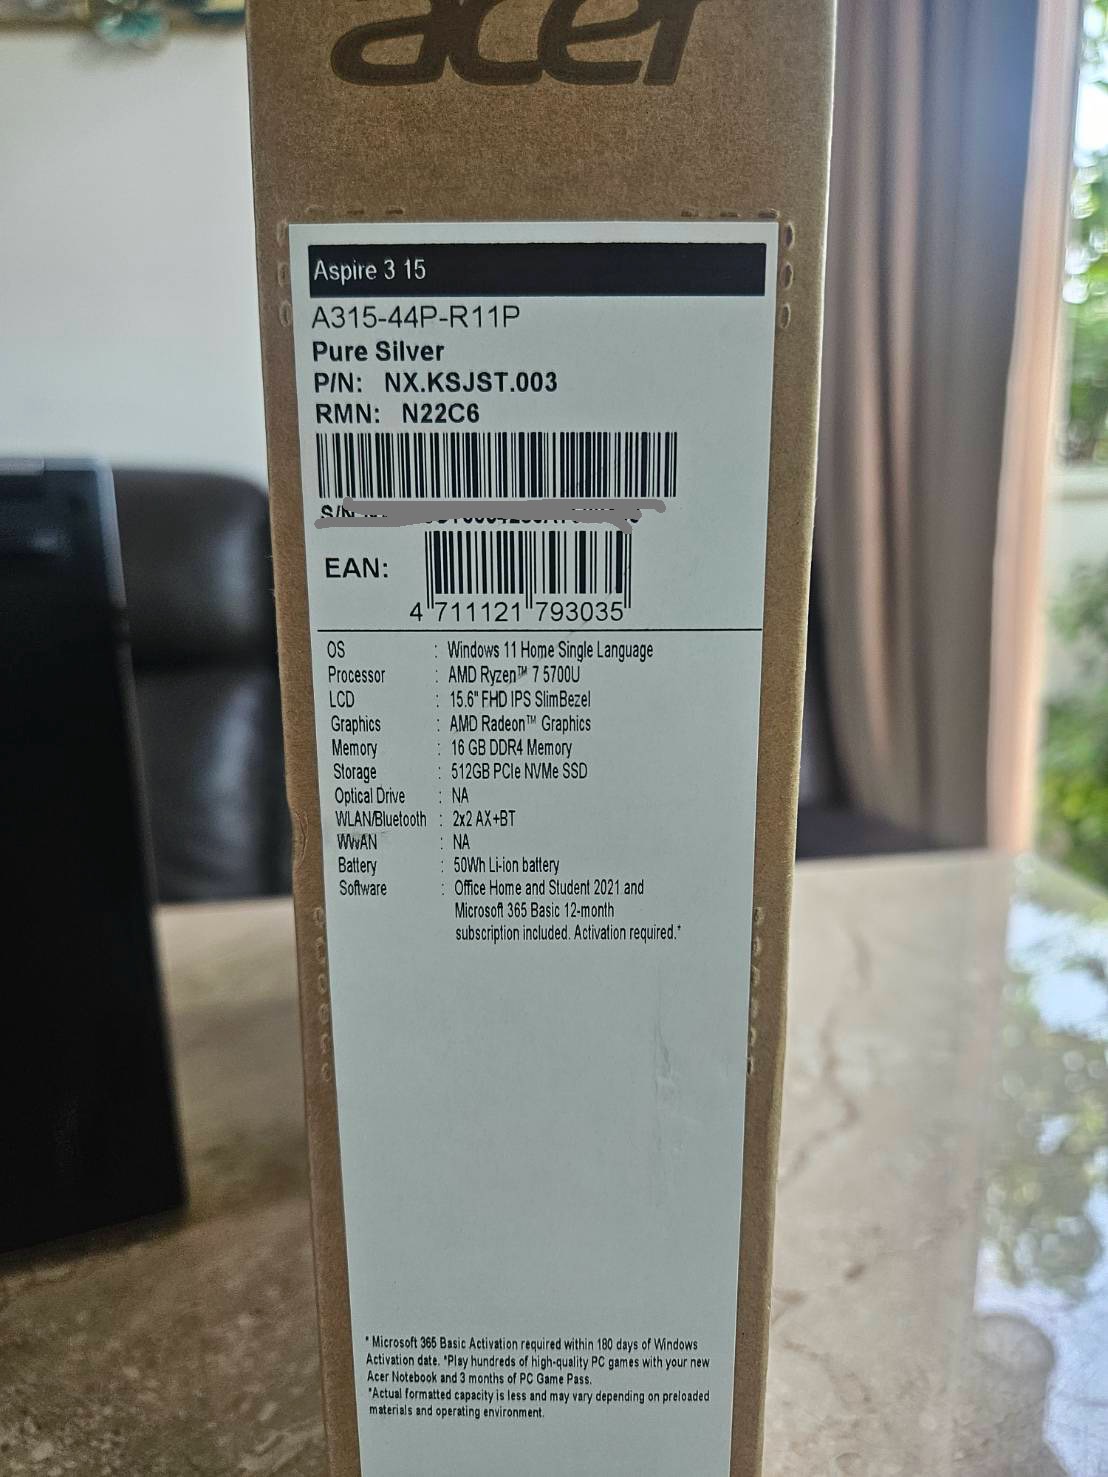 acer
Aspire 3 15
A315-44P-R11P
Pure Silver
P/N: NX.KSJST.003
RMN: N22C6
S/N
EAN:
4 711121 793035
OS : Windows 11 Home Single Language
Processor : AMD Ryzen™ 7 5700U
LCD : 15.6" FHD IPS SlimBezel
Graphics : AMD Radeon™ Graphics
Memory : 16 GB DDR4 Memory
Storage : 512GB PCIe NVMe SSD
Optical Drive : NA
WLAN/Bluetooth : 2x2 AX+BT
WWAN : NA
Battery : 50Wh Li-ion battery
Software : Office Home and Student 2021 and
Microsoft 365 Basic 12-month
subscription included. Activation required.*
* Microsoft 365 Basic Activation required within 180 days of Windows
Activation date. *Play hundreds of high-quality PC games with your new
Acer Notebook and 3 months of PC Game Pass.
*Actual formatted capacity is less and may vary depending on preloaded
materials and operating environment.